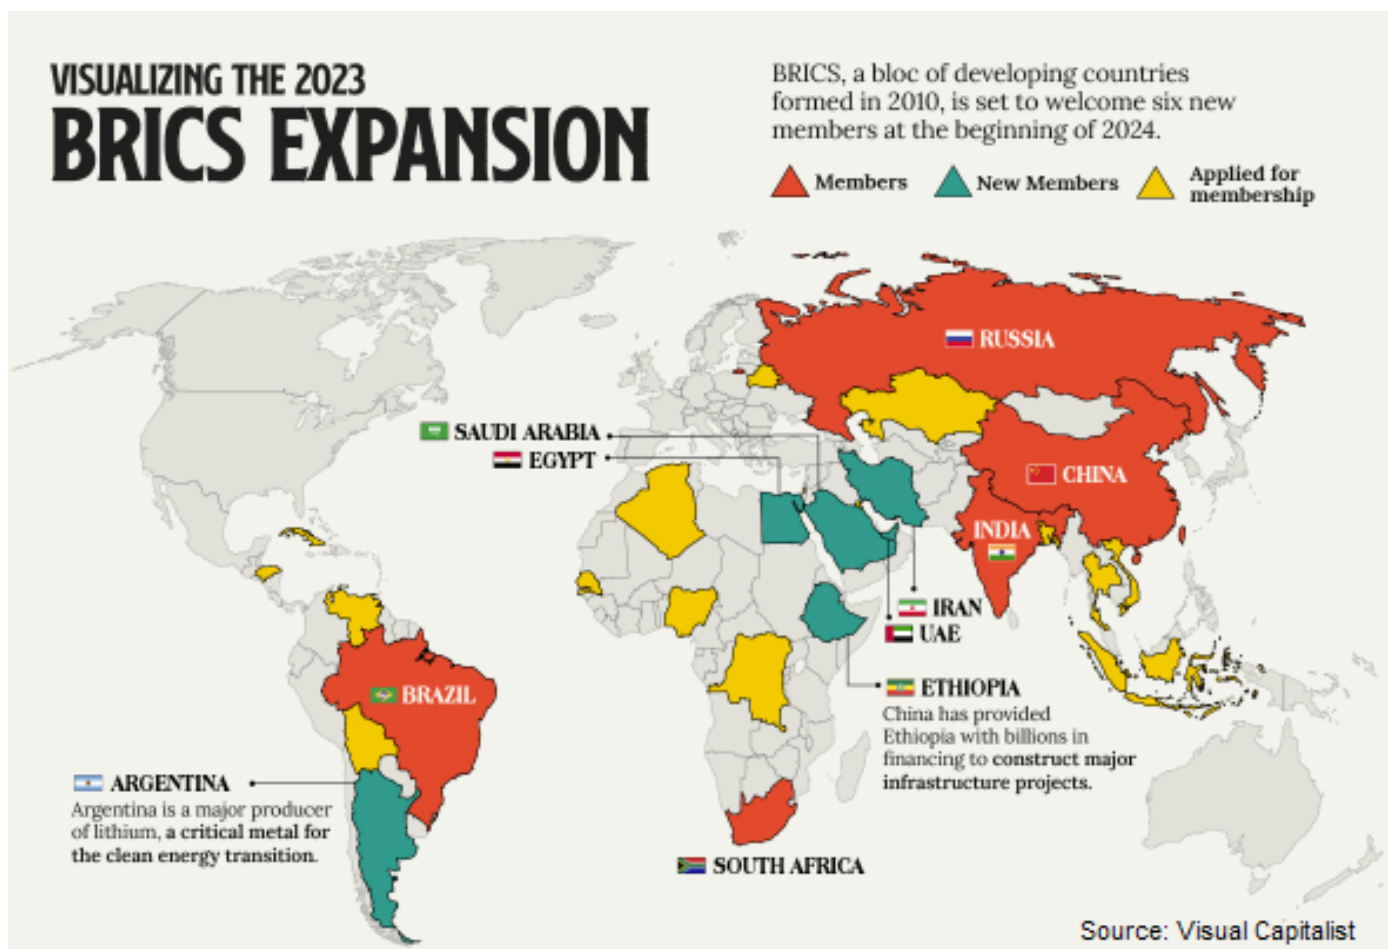 VISUALIZING THE 2023
BRICS EXPANSION
BRICS, a bloc of developing countries
formed in 2010, is set to welcome six new
members at the beginning of 2024.
Members
New Members
Applied for
membership
RUSSIA
SAUDI ARABIA
EGYPT
CHINA
INDIA
IRAN
UAE
ETHIOPIA
China has provided
Ethiopia with billions in
financing to construct major
infrastructure projects.
BRAZIL
ARGENTINA
Argentina is a major producer
of lithium, a critical metal for
the clean energy transition.
SOUTH AFRICA
Source: Visual Capitalist